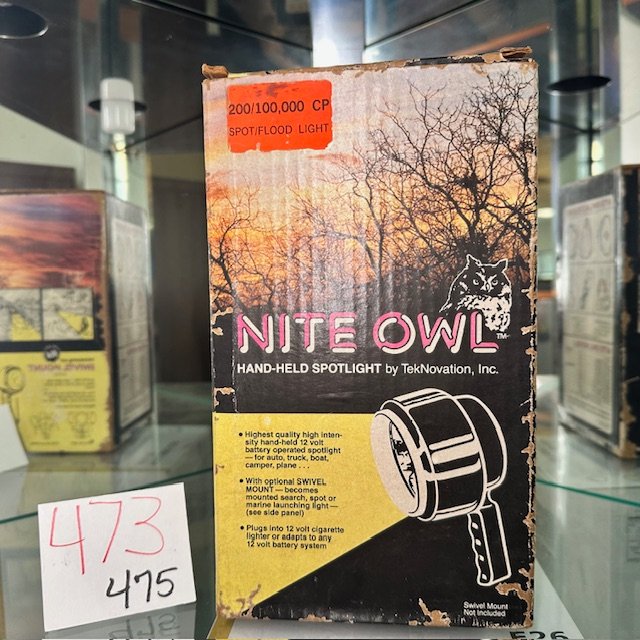 200/100,000 CP
SPOT/FLOOD LIGHT
NITE OWL™
HAND-HELD SPOTLIGHT by TekNovation, Inc.
• Highest quality high inten-
sity hand-held 12 volt
battery operated spotlight
—for auto, truck, boat,
camper, plane . . .
• With optional SWIVEL
MOUNT—becomes
mounted search, spot or
marine launching light—
(see side panel)
• Plugs into 12 volt cigarette
lighter or adapts to any
12 volt battery system
Swivel Mount
Not Included
473
475